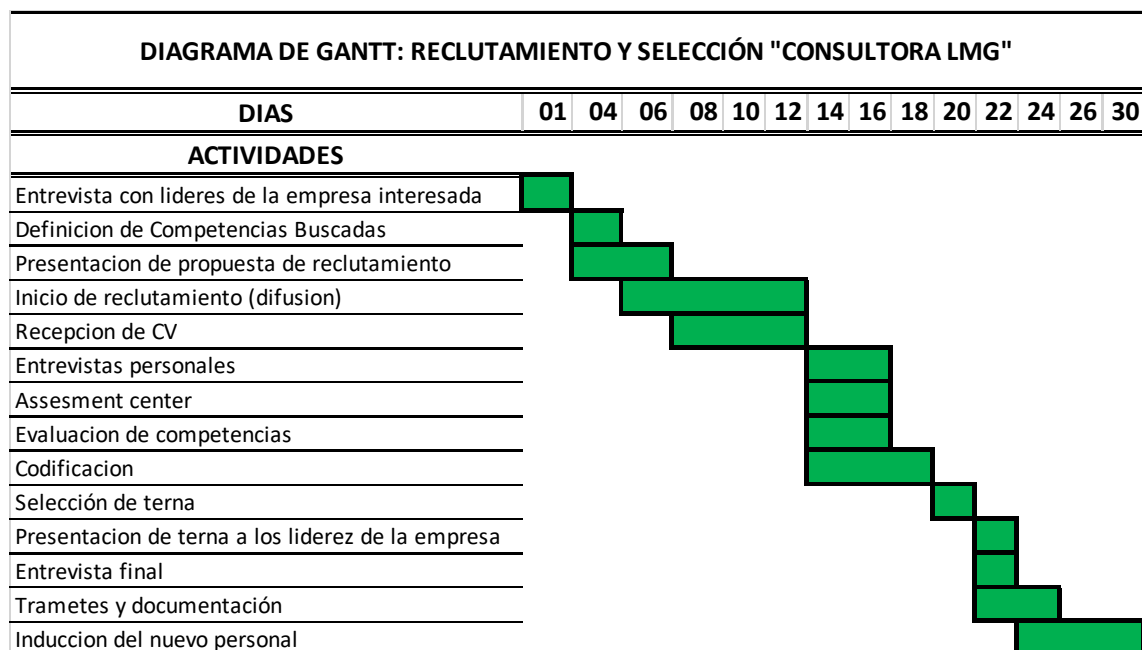 DIAGRAMA DE GANTT: RECLUTAMIENTO Y SELECCIÓN "CONSULTORA LMG"
DIAS 01 04 06 08 10 12 14 16 18 20 22 24 26 30
ACTIVIDADES
Entrevista con lideres de la empresa interesada
Definicion de Competencias Buscadas
Presentacion de propuesta de reclutamiento
Inicio de reclutamiento (difusion)
Recepcion de CV
Entrevistas personales
Assesment center
Evaluacion de competencias
Codificacion
Selección de terna
Presentacion de terna a los liderez de la empresa
Entrevista final
Trametes y documentación
Induccion del nuevo personal